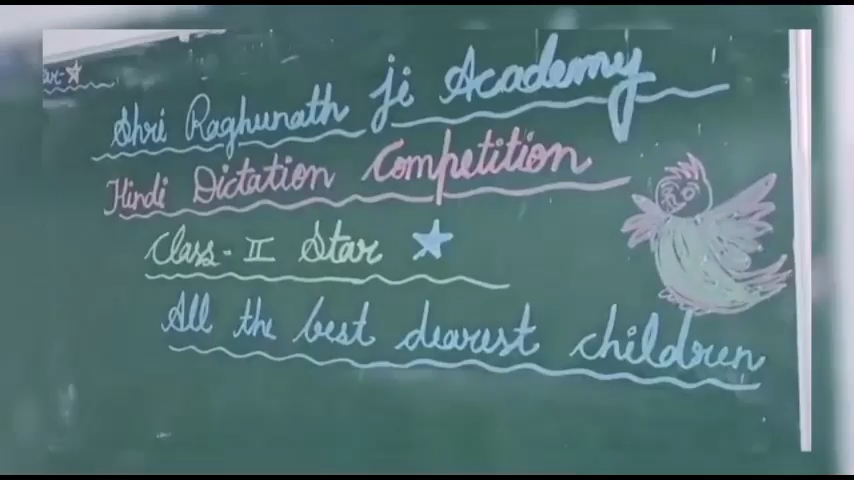 Shri Raghunath Ji Academy
Hindi Dictation Competition
Class - II Star
All the best dearest children